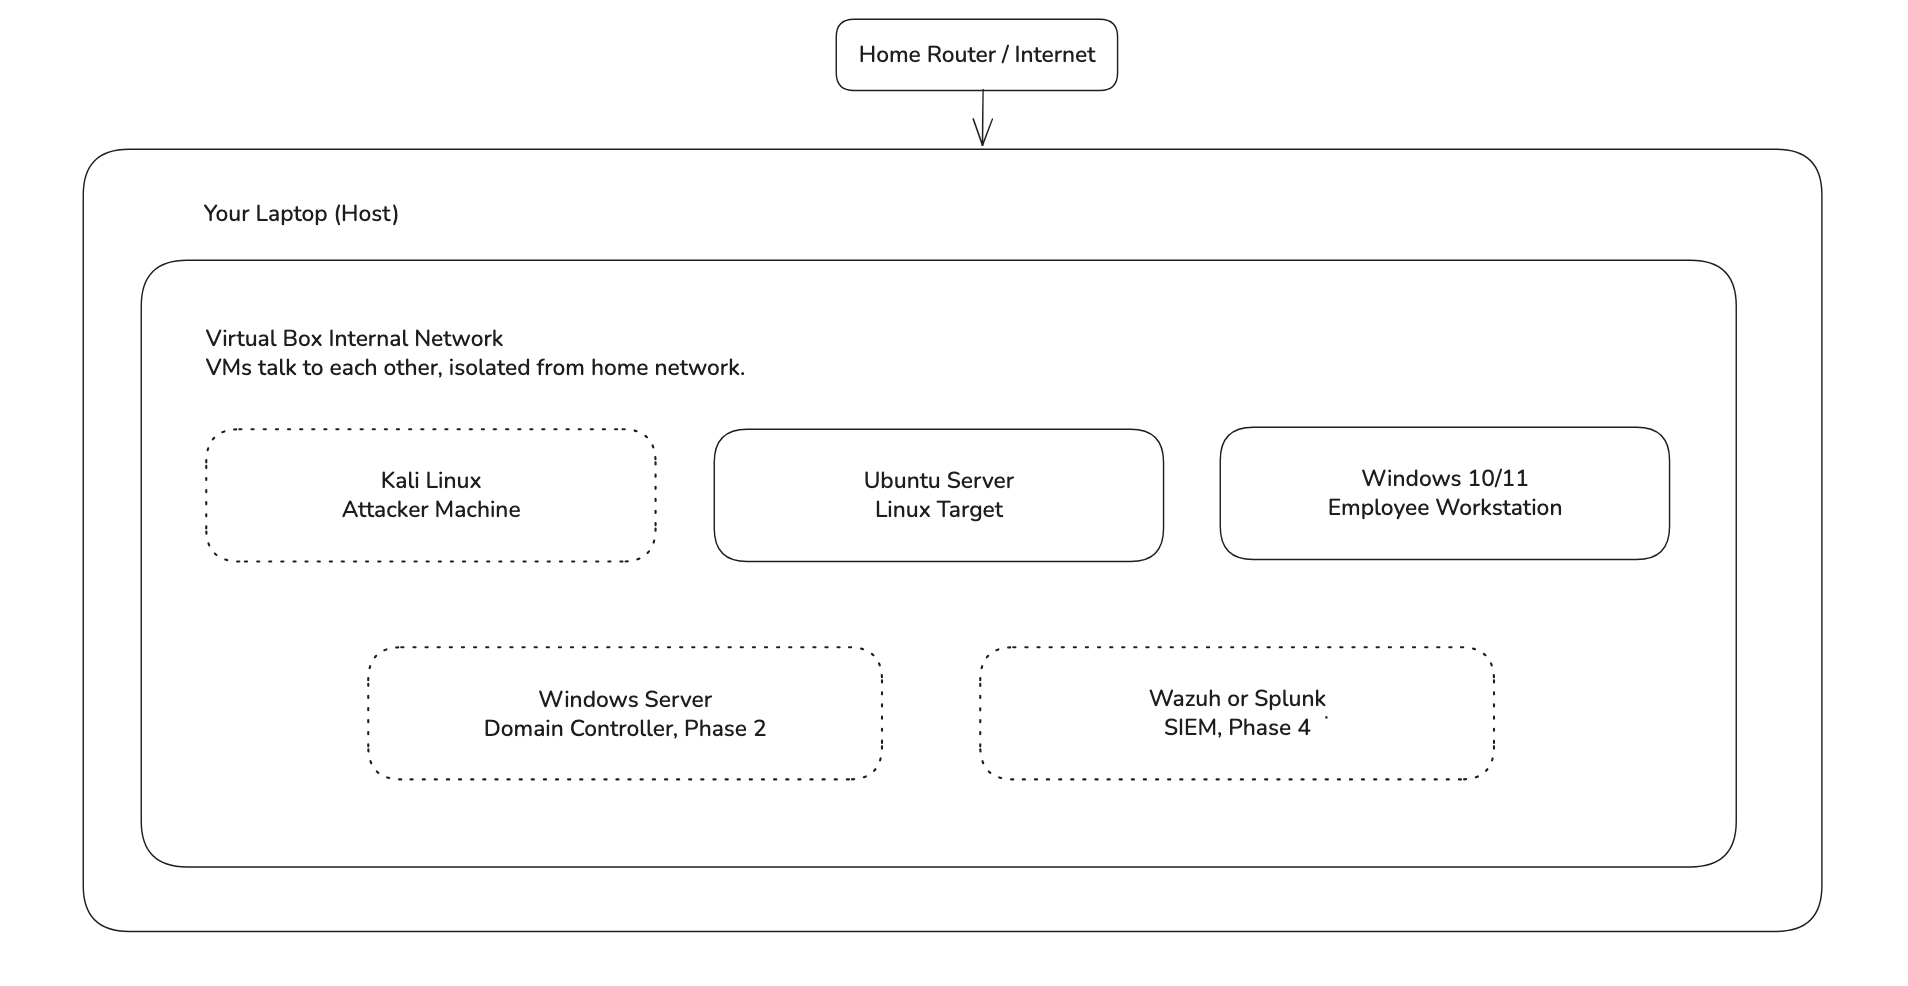 Home Router / Internet
Your Laptop (Host)
Virtual Box Internal Network
VMs talk to each other, isolated from home network.
Kali Linux
Attacker Machine
Ubuntu Server
Linux Target
Windows 10/11
Employee Workstation
Windows Server
Domain Controller, Phase 2
Wazuh or Splunk
SIEM, Phase 4